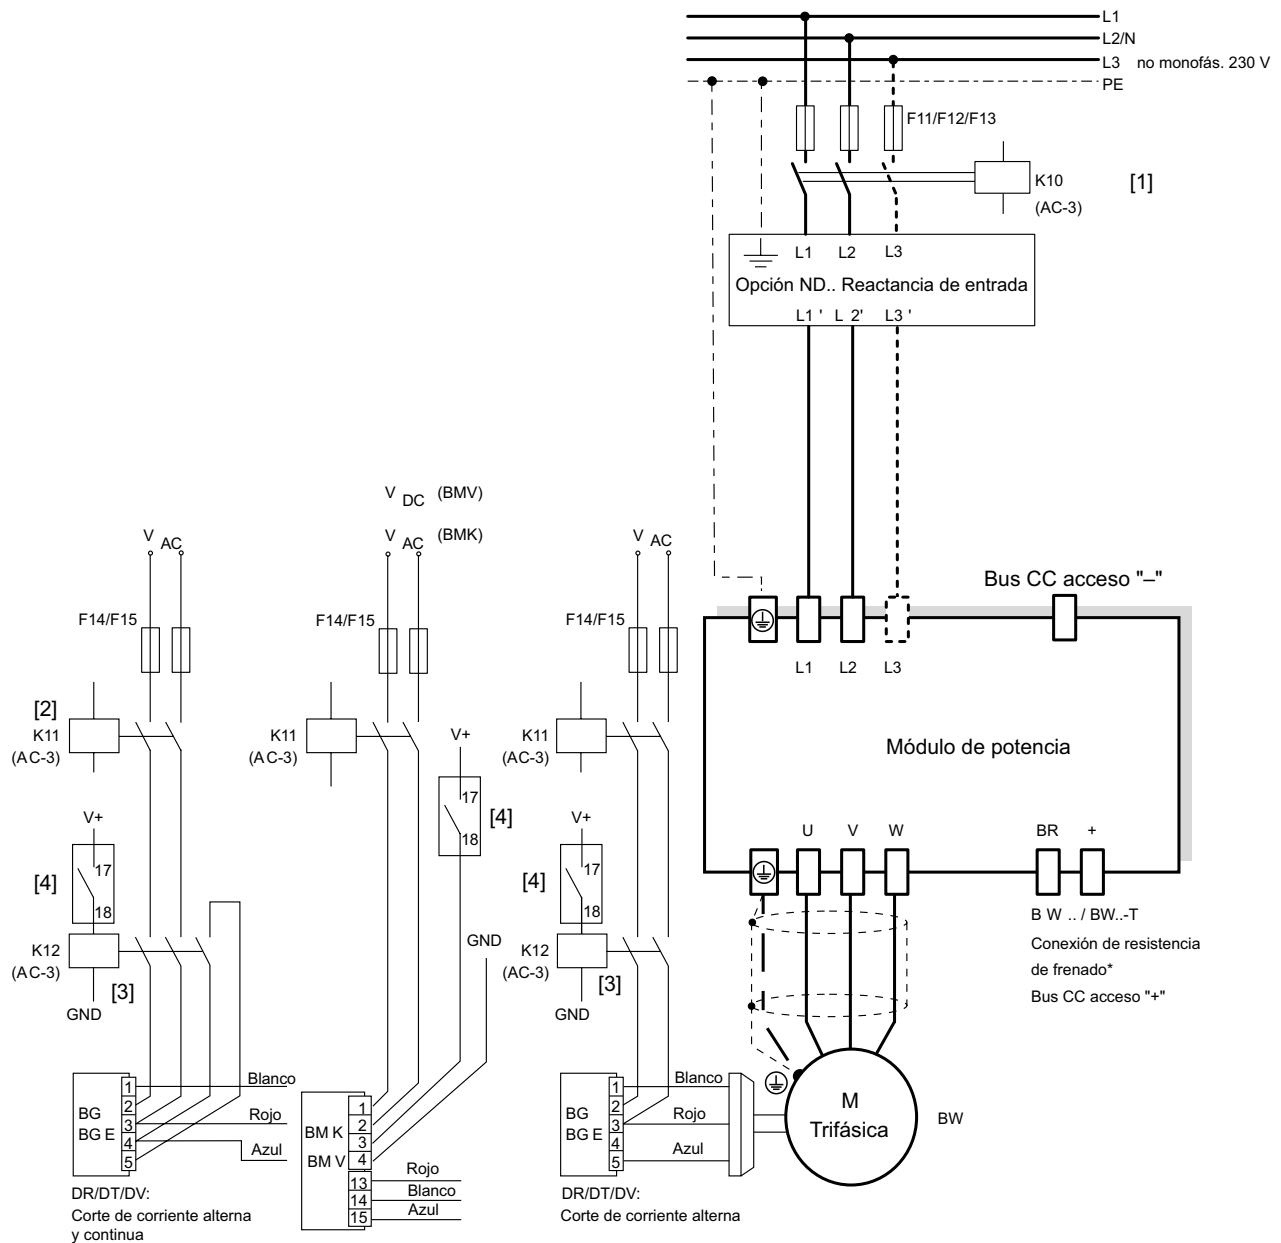 L1
L2/N
L3 no monofás. 230 V
PE
F11/F12/F13
K10
(AC-3)
[1]
L1 L2 L3
Opción ND.. Reactancia de entrada
L1 ' L 2' L3 '
V DC (BMV)
V AC
V AC (BMK)
V AC
F14/F15
F14/F15
F14/F15
Bus CC acceso "–"
L1 L2 L3
Módulo de potencia
U V W BR +
[2]
K11
(AC-3)
K11
(AC-3)
K11
(AC-3)
V+
17
18
[4]
V+
17
18
[4]
K12
(AC-3)
[3]
GND
GND
V+
17
18
[4]
K12
(AC-3)
[3]
GND
B W .. / BW..-T
Conexión de resistencia
de frenado*
Bus CC acceso "+"
BG
BG E
1
2
3
4
5
Blanco
Rojo
Azul
DR/DT/DV:
Corte de corriente alterna
y continua
BM K
BM V
1
2
3
4
13
14
15
Rojo
Blanco
Azul
BG
BG E
1
2
3
4
5
Blanco
Rojo
Azul
DR/DT/DV:
Corte de corriente alterna
M
Trifásica
BW